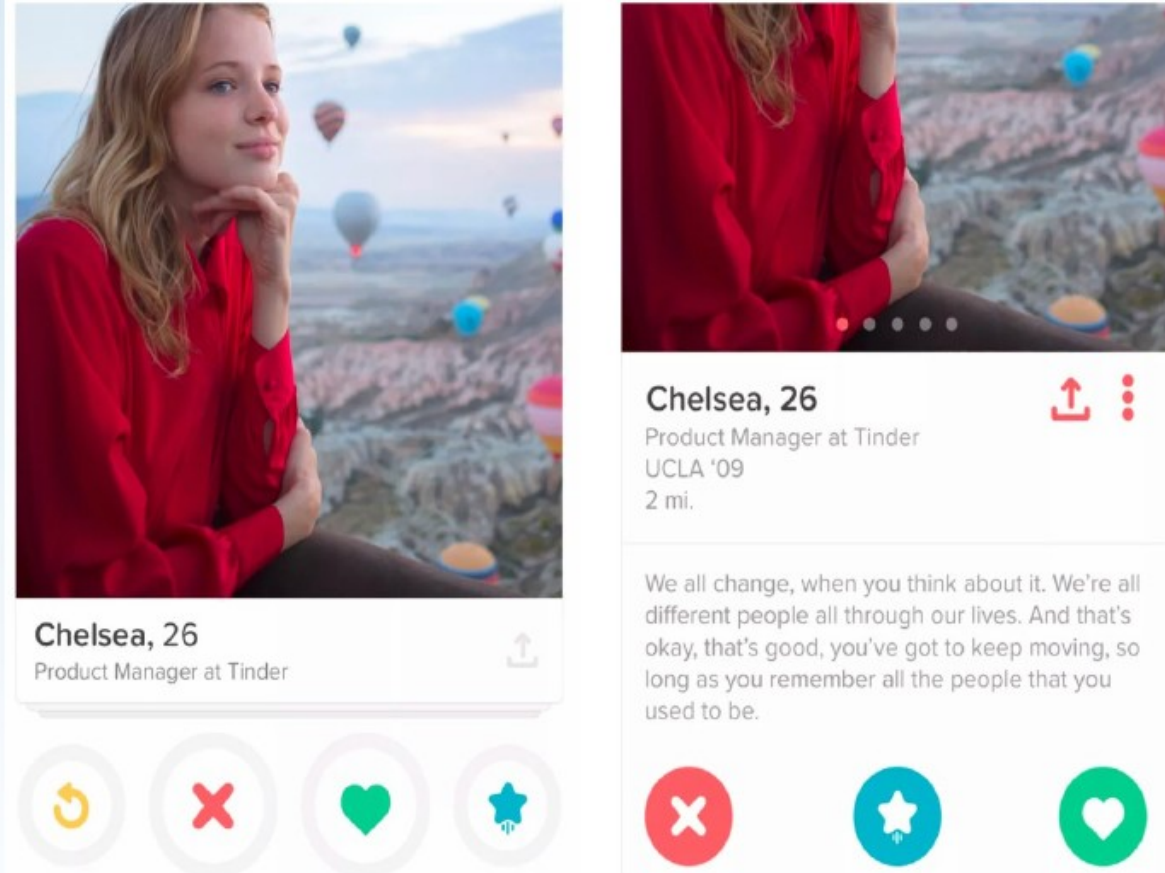 Chelsea, 26
Product Manager at Tinder
Chelsea, 26
Product Manager at Tinder
UCLA ‘09
2 mi.
We all change, when you think about it. We’re all
different people all through our lives. And that’s
okay, that’s good, you’ve got to keep moving, so
long as you remember all the people that you
used to be.